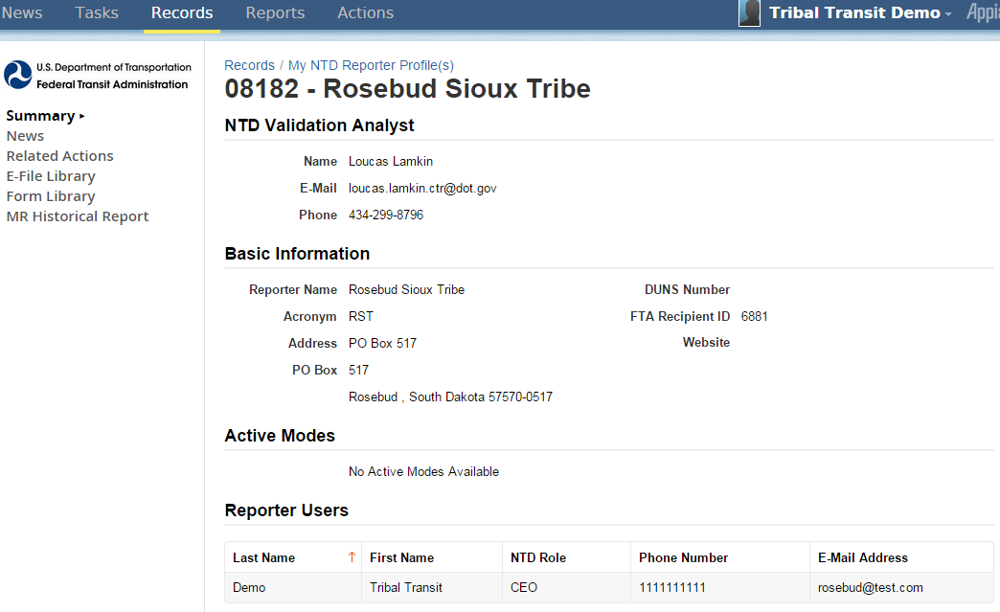 News Tasks Records Reports Actions Tribal Transit Demo
U.S. Department of Transportation
Federal Transit Administration
Summary ▸
News
Related Actions
E-File Library
Form Library
MR Historical Report
Records / My NTD Reporter Profile(s)
08182 - Rosebud Sioux Tribe
NTD Validation Analyst
Name Loucas Lamkin
E-Mail loucas.lamkin.ctr@dot.gov
Phone 434-299-8796
Basic Information
Reporter Name Rosebud Sioux Tribe DUNS Number
Acronym RST FTA Recipient ID 6881
Address PO Box 517 Website
PO Box 517
Rosebud , South Dakota 57570-0517
Active Modes
No Active Modes Available
Reporter Users
Last Name ↑ First Name NTD Role Phone Number E-Mail Address
Demo Tribal Transit CEO 1111111111 rosebud@test.com